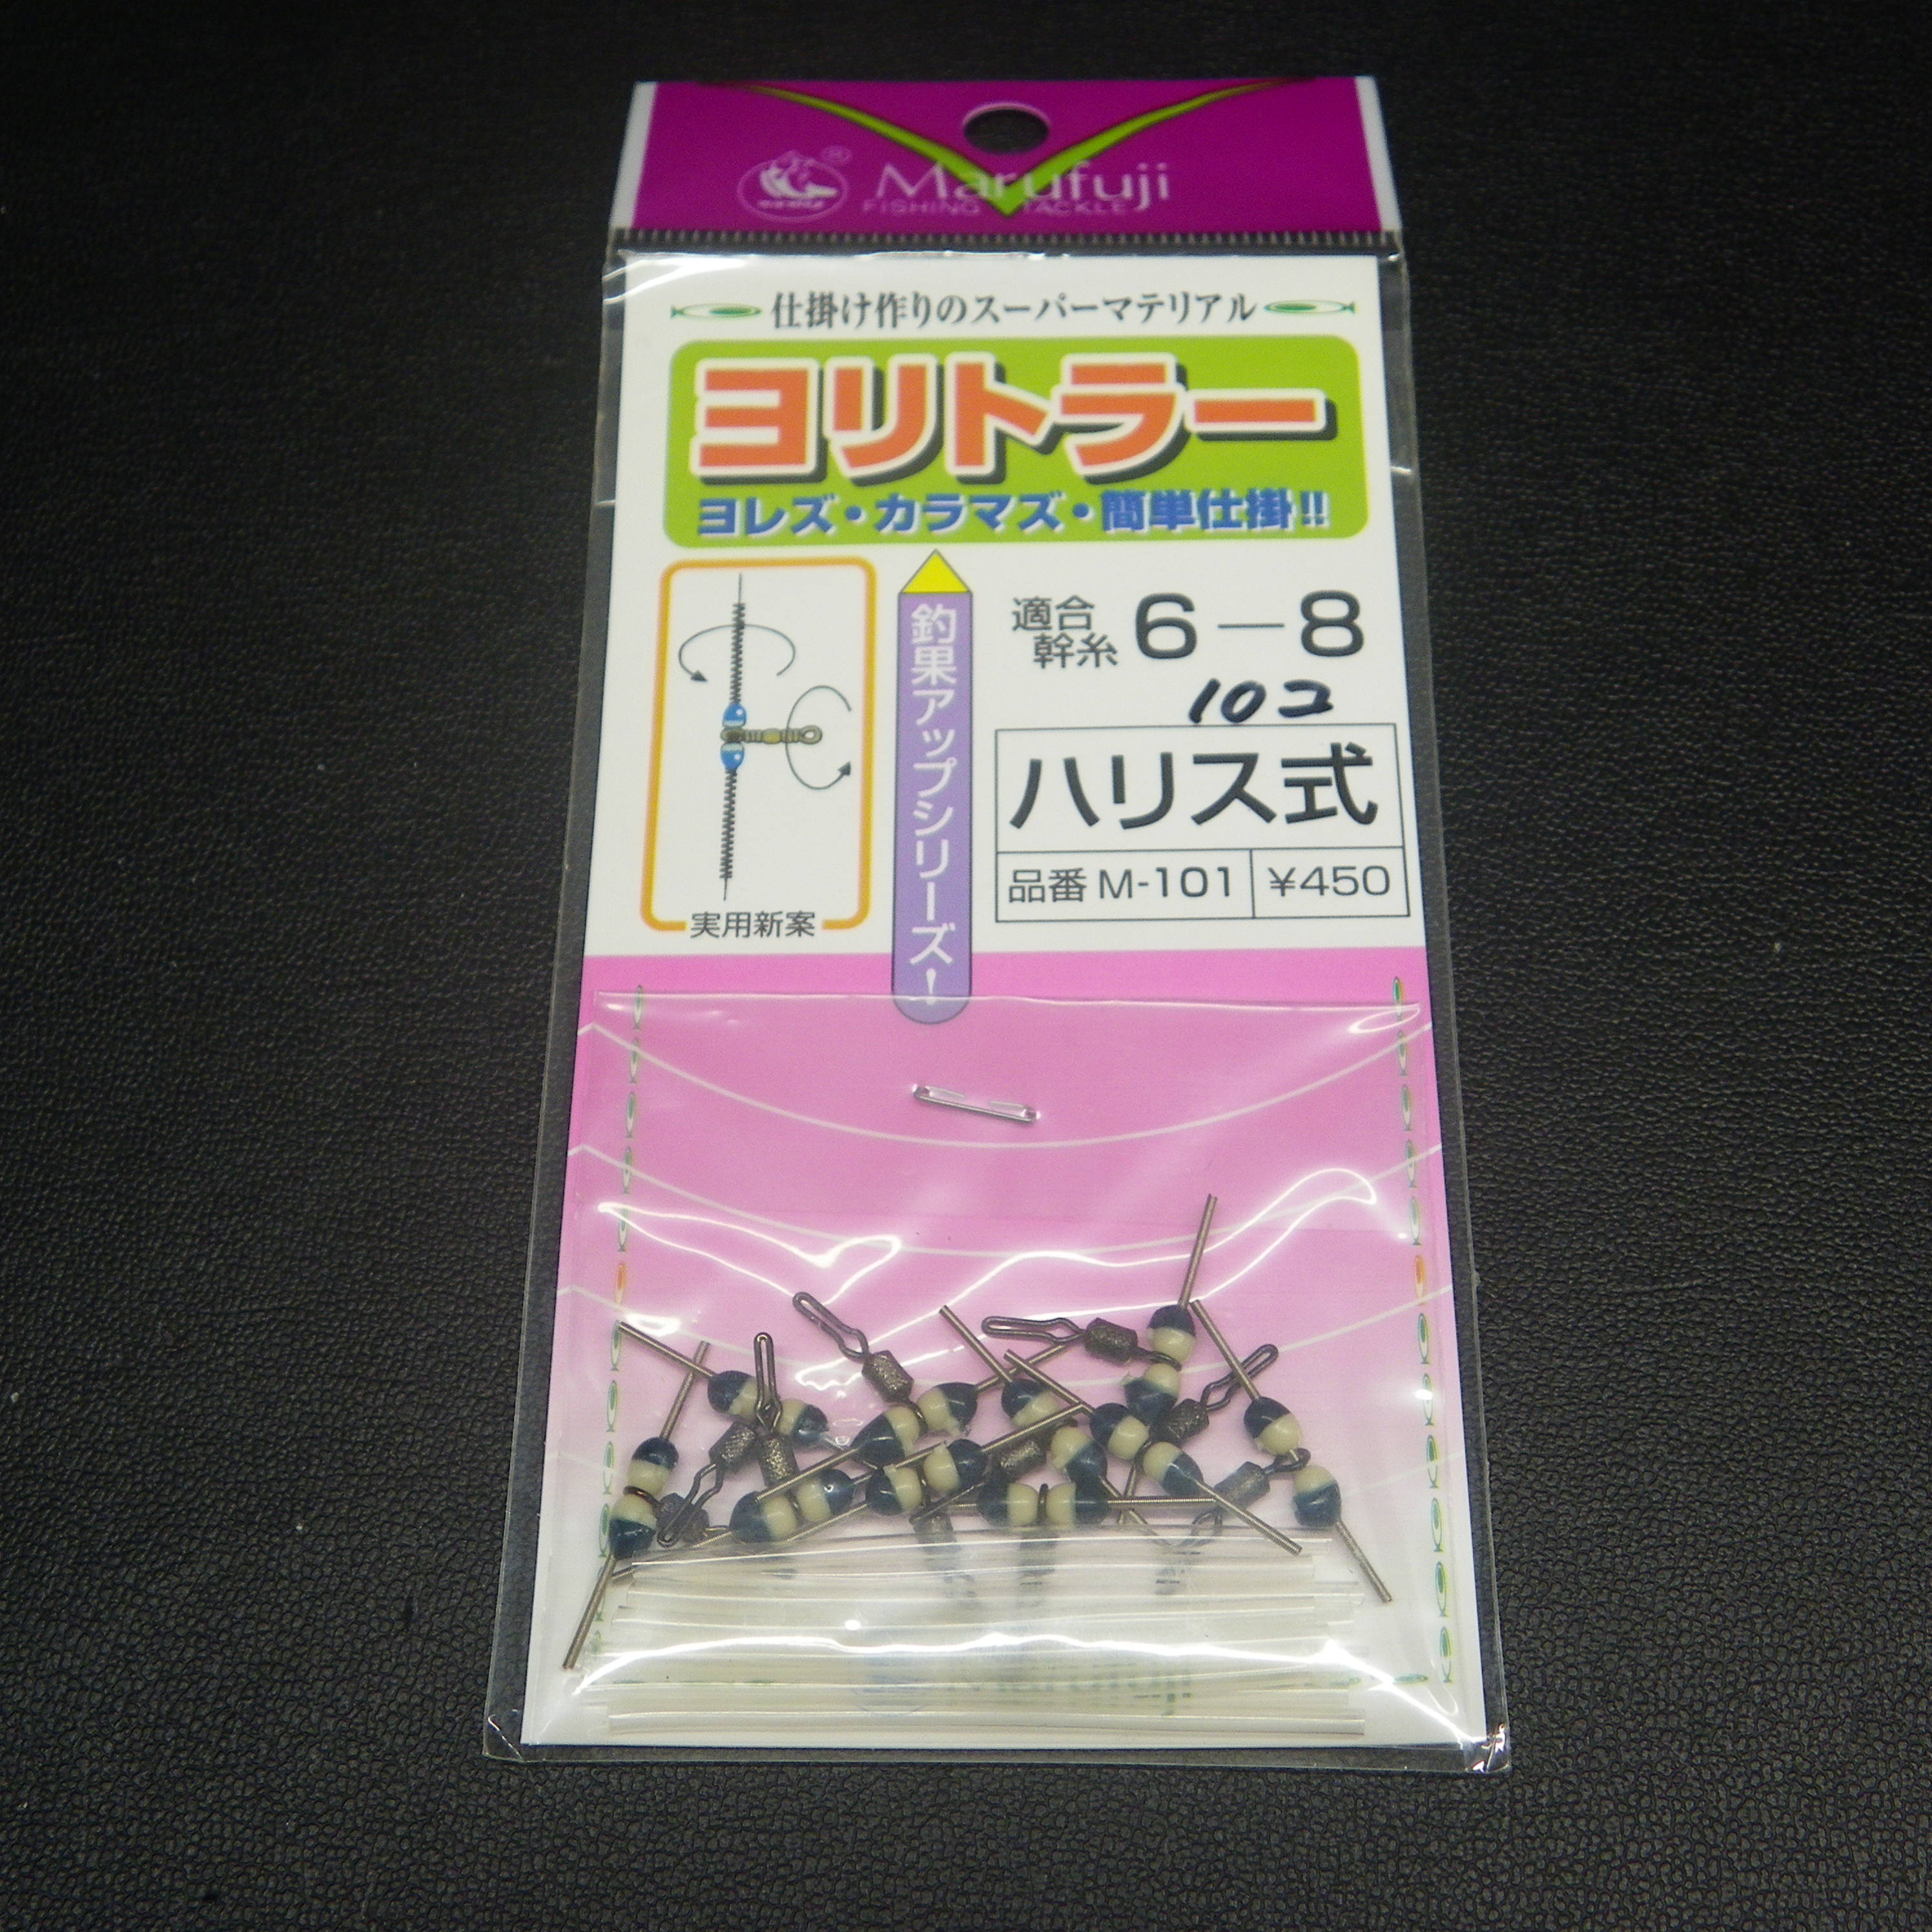 Marufuji
FISHING TACKLE
仕掛け作りのスーパーマテリアル
ヨリトラー
ヨレズ・カラマズ・簡単仕掛!!
実用新案
釣果アップシリーズ!
適合
幹糸
6-8
10コ
ハリス式
品番 M-101
¥450